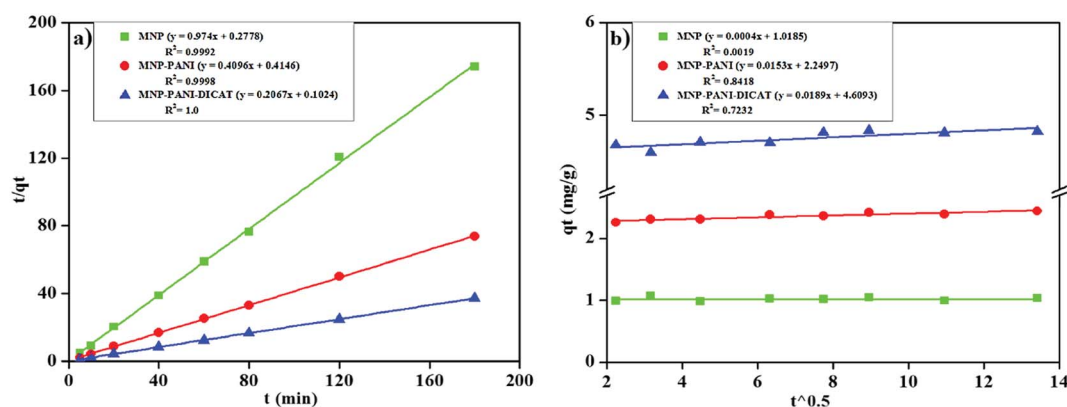 a)
MNP (y = 0.974x + 0.2778)
R²= 0.9992
MNP-PANI (y = 0.4096x + 0.4146)
R²= 0.9998
MNP-PANI-DICAT (y = 0.2067x + 0.1024)
R²= 1.0
200
160
120
80
40
0
t/qt
0 40 80 120 160 200
t (min)
b)
MNP (y = 0.0004x + 1.0185)
R²= 0.0019
MNP-PANI (y = 0.0153x + 2.2497)
R²= 0.8418
MNP-PANI-DICAT (y = 0.0189x + 4.6093)
R²= 0.7232
6
5
2
1
0
qt (mg/g)
2 4 6 8 10 12 14
t^0.5